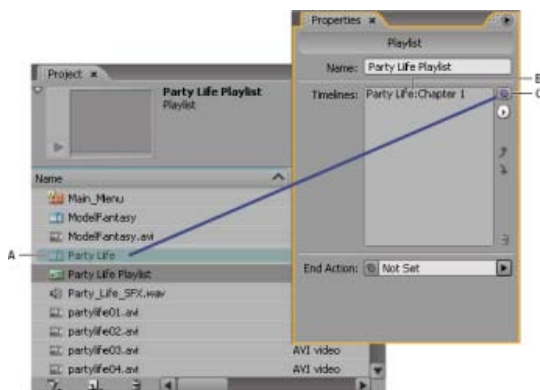 Properties
Playlist
Name: Party Life Playlist
Timelines: Party Life:Chapter 1
End Action: Not Set
Project
Party Life Playlist
Playlist
Name
Main_Menu
ModelFantasy
ModelFantasy.avi
Party Life
Party Life Playlist
Party_Life_SFX.wav
partylife01.avi
partylife02.avi
partylife03.avi AVI video
partylife04.avi AVI video
A
B
C